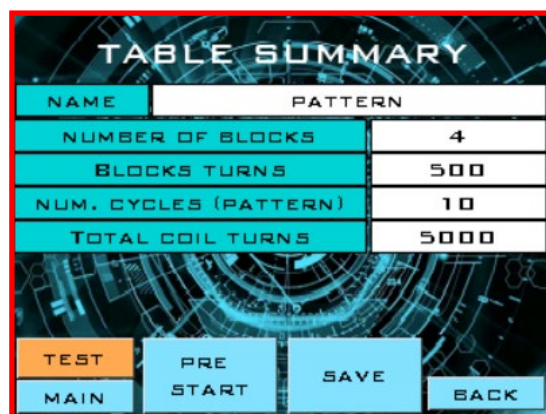 TABLE SUMMARY
NAME PATTERN
NUMBER OF BLOCKS 4
BLOCKS TURNS 500
NUM. CYCLES (PATTERN) 10
TOTAL COIL TURNS 5000
TEST
MAIN
PRE
START
SAVE
BACK